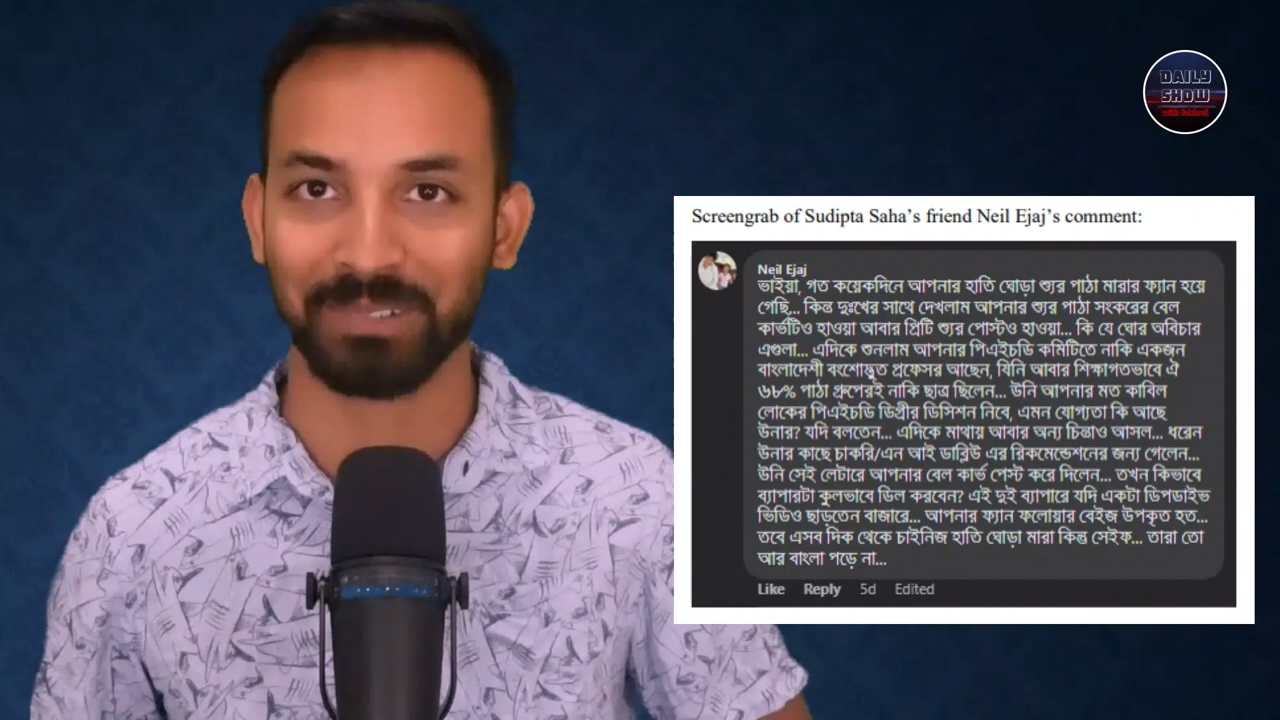 DAILY
SHOW
Screengrab of Sudipta Saha's friend Neil Ejaj's comment:
Neil Ejaj
ভাইয়া, গত কয়েকদিনে আপনার হাতি ঘোড়া শুয়র পাঠা মারার ফ্যান হয়ে
গেছি... কিন্ত দুঃখের সাথে দেখলাম আপনার শুয়র পাঠা সংকরের বেল
কার্ভটিও হাওয়া আবার প্রিটি শুয়র পোস্টও হাওয়া... কি যে ঘোর অবিচার
এগুলা... এদিকে শুনলাম আপনার পিএইচডি কমিটিতে নাকি একজন
বাংলাদেশী বংশোদ্ভুত প্রফেসর আছেন, যিনি আবার শিক্ষাগতভাবে ঐ
৬৮% পাঠা গ্রুপেরই নাকি ছাত্র ছিলেন... উনি আপনার মত কাবিল
লোকের পিএইচডি ডিগ্রীর ডিসিশন নিবে, এমন যোগ্যতা কি আছে
উনার? যদি বলতেন... এদিকে মাথায় আবার অন্য চিন্তাও আসল... ধরেন
উনার কাছে চাকরি/এন আই ডাব্লিউ এর রিকমেন্ডেশনের জন্য গেলেন...
উনি সেই লেটারে আপনার বেল কার্ভ পেস্ট করে দিলেন... তখন কিভাবে
ব্যাপারটা কুলভাবে ডিল করবেন? এই দুই ব্যাপারে যদি একটা ডিপডাইভ
ভিডিও ছাড়তেন বাজারে... আপনার ফ্যান ফলোয়ার বেইজ উপকৃত হত...
তবে এসব দিক থেকে চাইনিজ হাতি ঘোড়া মারা কিন্ত সেইফ... তারা তো
আর বাংলা পড়ে না...
Like Reply 5d Edited